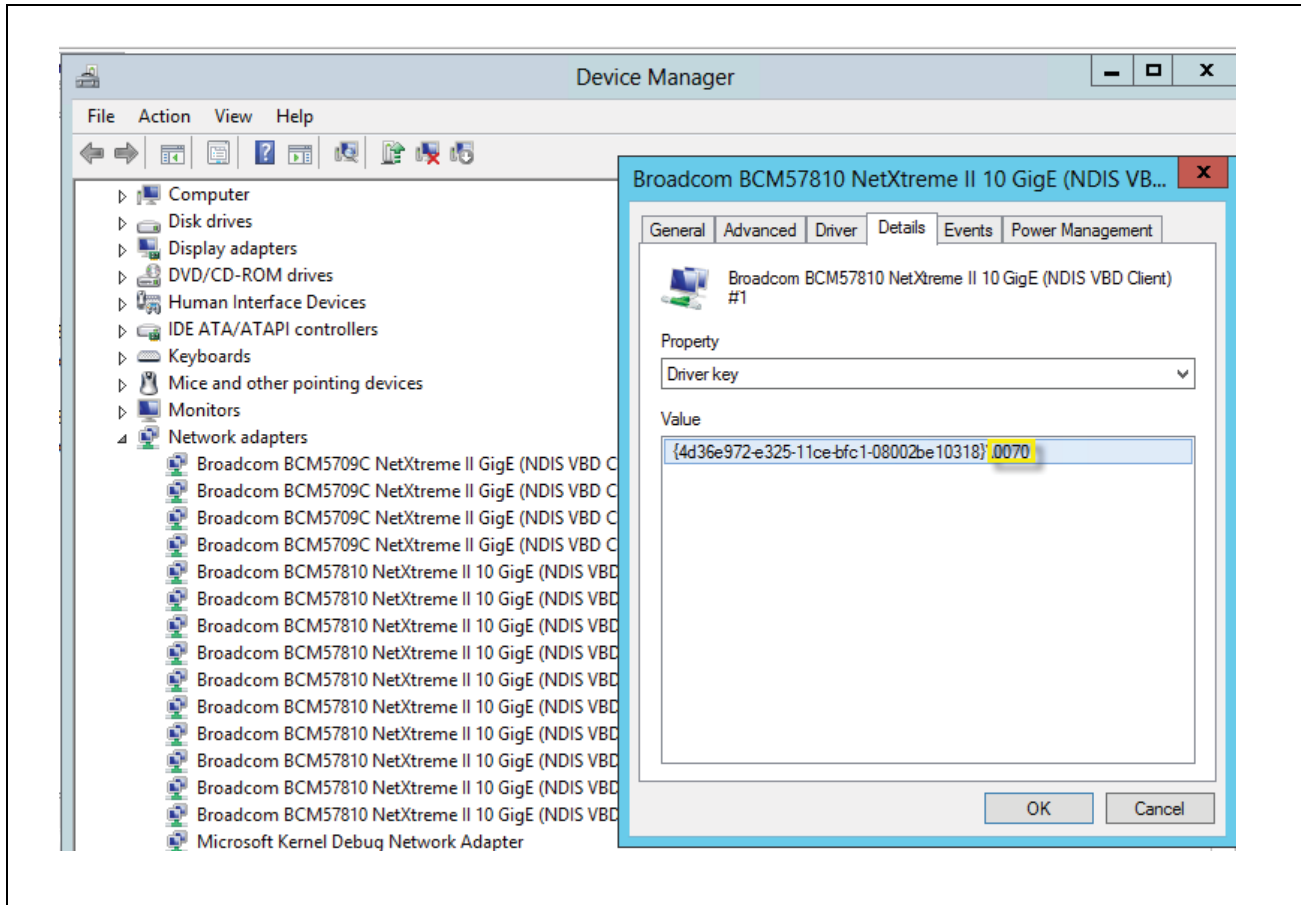 Device Manager
File Action View Help
Computer
Disk drives
Display adapters
DVD/CD-ROM drives
Human Interface Devices
IDE ATA/ATAPI controllers
Keyboards
Mice and other pointing devices
Monitors
Network adapters
Broadcom BCM5709C NetXtreme II GigE (NDIS VBD C
Broadcom BCM5709C NetXtreme II GigE (NDIS VBD C
Broadcom BCM5709C NetXtreme II GigE (NDIS VBD C
Broadcom BCM5709C NetXtreme II GigE (NDIS VBD C
Broadcom BCM57810 NetXtreme II 10 GigE (NDIS VBD
Broadcom BCM57810 NetXtreme II 10 GigE (NDIS VBD
Broadcom BCM57810 NetXtreme II 10 GigE (NDIS VBD
Broadcom BCM57810 NetXtreme II 10 GigE (NDIS VBD
Broadcom BCM57810 NetXtreme II 10 GigE (NDIS VBD
Broadcom BCM57810 NetXtreme II 10 GigE (NDIS VBD
Broadcom BCM57810 NetXtreme II 10 GigE (NDIS VBD
Broadcom BCM57810 NetXtreme II 10 GigE (NDIS VBD
Broadcom BCM57810 NetXtreme II 10 GigE (NDIS VBD
Broadcom BCM57810 NetXtreme II 10 GigE (NDIS VBD
Microsoft Kernel Debug Network Adapter
Broadcom BCM57810 NetXtreme II 10 GigE (NDIS VB...
General Advanced Driver Details Events Power Management
Broadcom BCM57810 NetXtreme II 10 GigE (NDIS VBD Client)
#1
Property
Driver key
Value
{4d36e972-e325-11ce-bfc1-08002be10318}\0070
OK Cancel